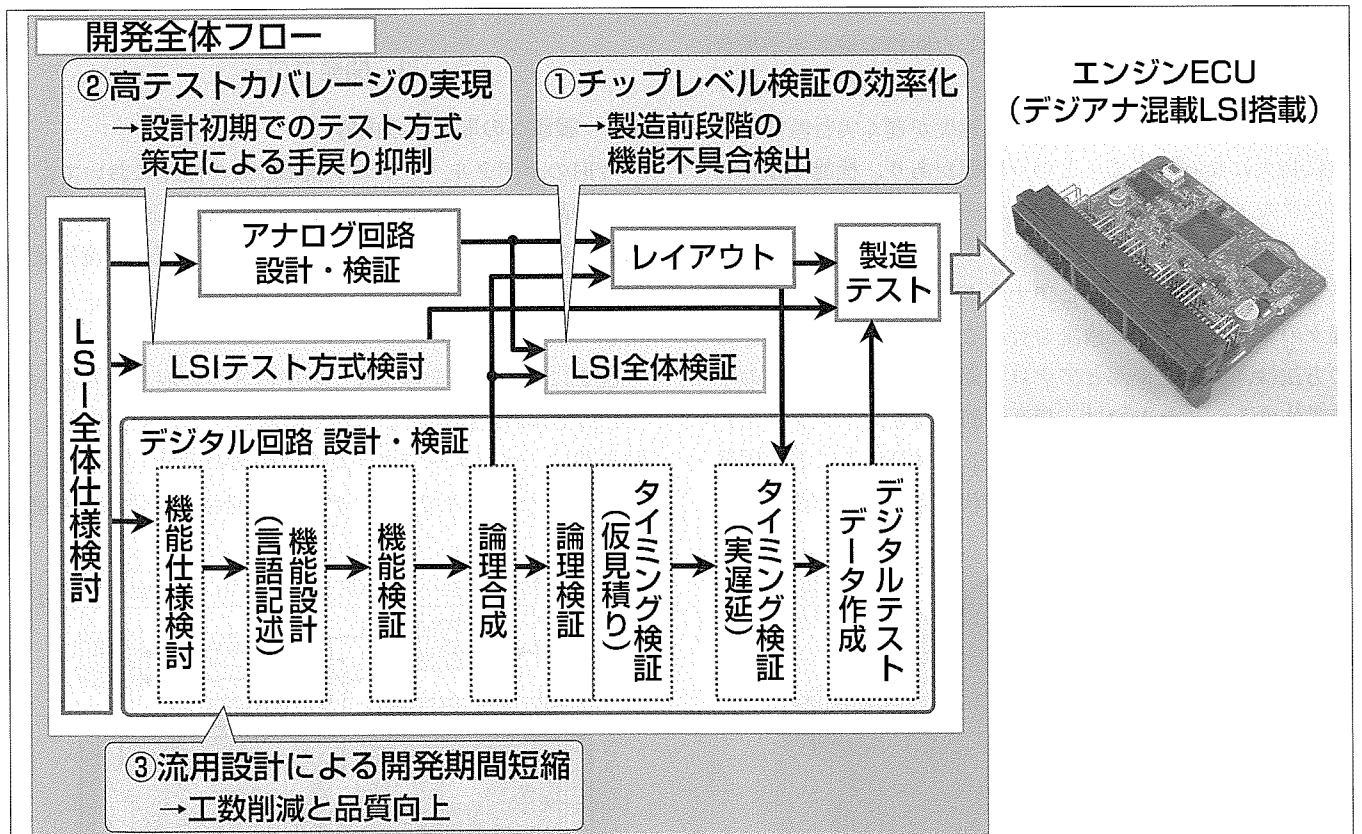 開発全体フロー
②高テストカバレージの実現
→設計初期でのテスト方式
策定による手戻り抑制
①チップレベル検証の効率化
→製造前段階の
機能不具合検出
エンジンECU
(デジアナ混載LSI搭載)
LSI全体仕様検討
アナログ回路
設計・検証
レイアウト
製造
テスト
LSIテスト方式検討
LSI全体検証
デジタル回路 設計・検証
機能仕様検討
機能設計
(言語記述)
機能検証
論理合成
論理検証
タイミング検証
(仮見積り)
タイミング検証
(実遅延)
デジタルテスト
データ作成
③流用設計による開発期間短縮
→工数削減と品質向上